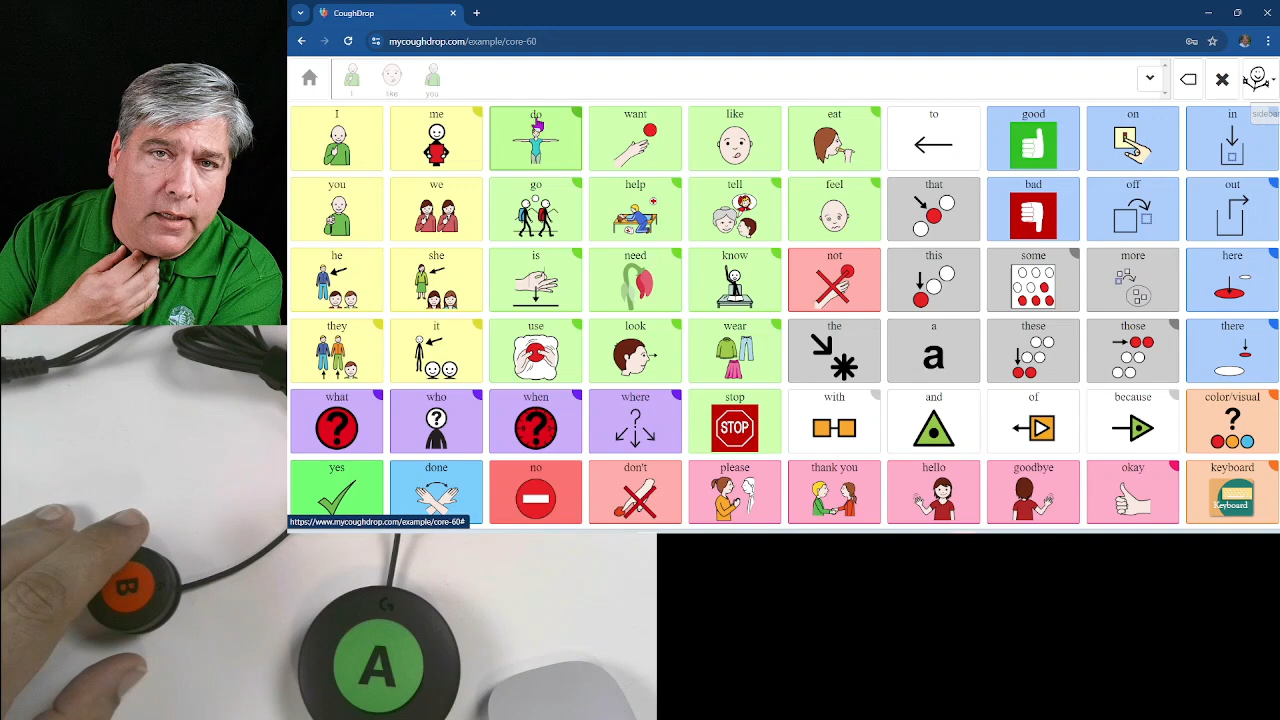 CoughDrop
mycoughdrop.com/example/core-60
I like you
sidebar
I me do want like eat to good on in
you we go help tell feel that bad off out
he she is need know not this some more here
they it use look wear the a these those there
a
what who when where stop with and of because color/visual
STOP
yes done no don't please thank you hello goodbye okay keyboard
Keyboard
https://www.mycoughdrop.com/example/core-60#
B
A